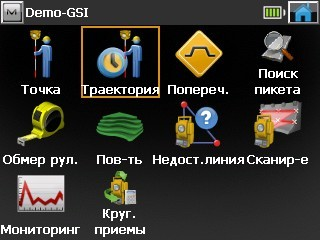 Demo-GSI
Точка
Траектория
Попереч.
Поиск
пикета
Обмер рул.
Пов-ть
Недост.линия
Сканир-е
Мониторинг
Круг.
приемы